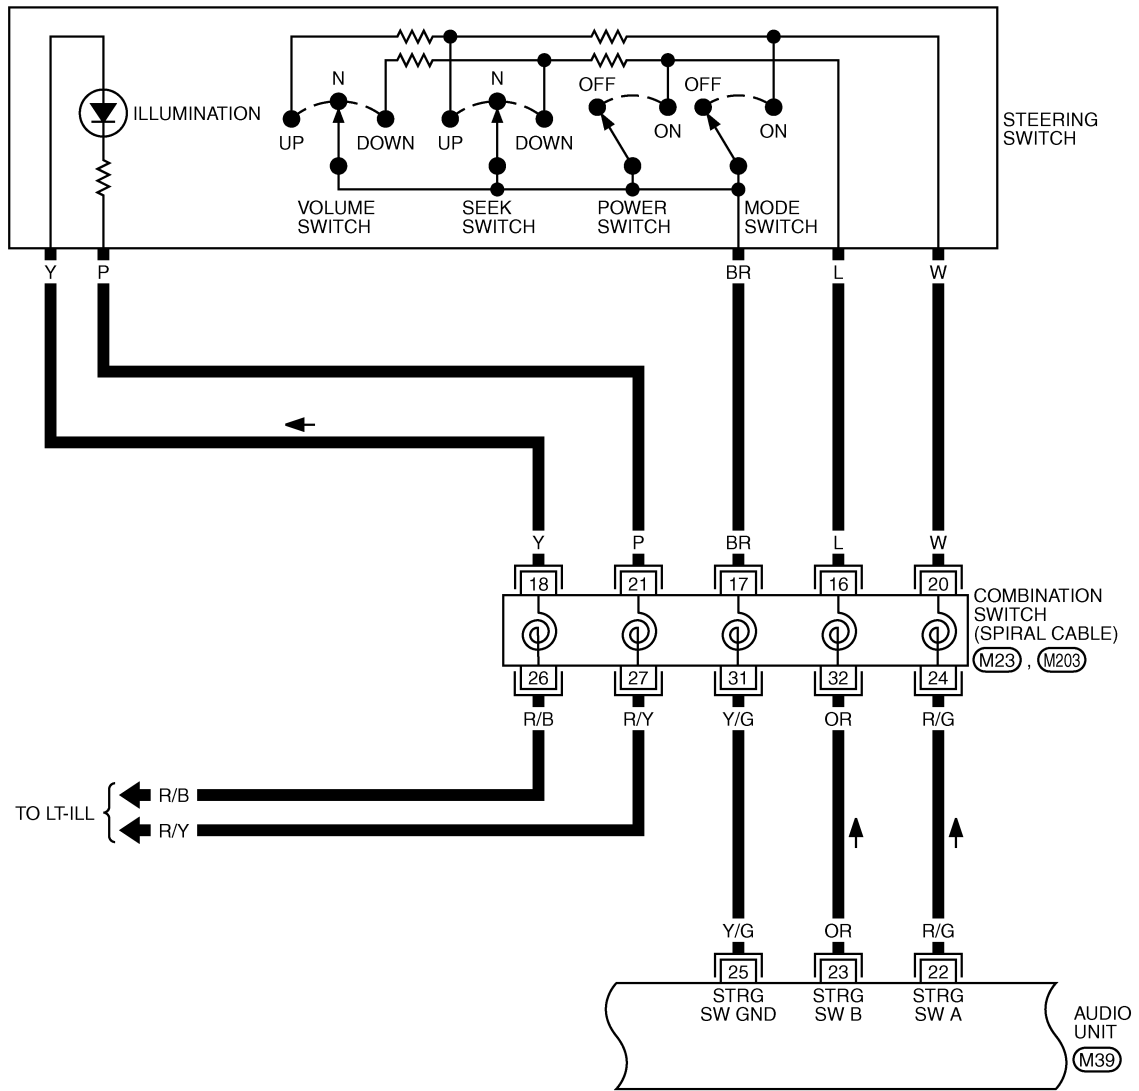 ILLUMINATION
N
UP
DOWN
VOLUME
SWITCH
N
UP
DOWN
SEEK
SWITCH
OFF
ON
POWER
SWITCH
OFF
ON
MODE
SWITCH
STEERING
SWITCH
Y
P
BR
L
W
Y
P
BR
L
W
18
21
17
16
20
COMBINATION
SWITCH
(SPIRAL CABLE)
M23 , M203
26
27
31
32
24
R/B
R/Y
Y/G
OR
R/G
TO LT-ILL
R/B
R/Y
Y/G
OR
R/G
25
23
22
STRG
SW GND
STRG
SW B
STRG
SW A
AUDIO
UNIT
M39